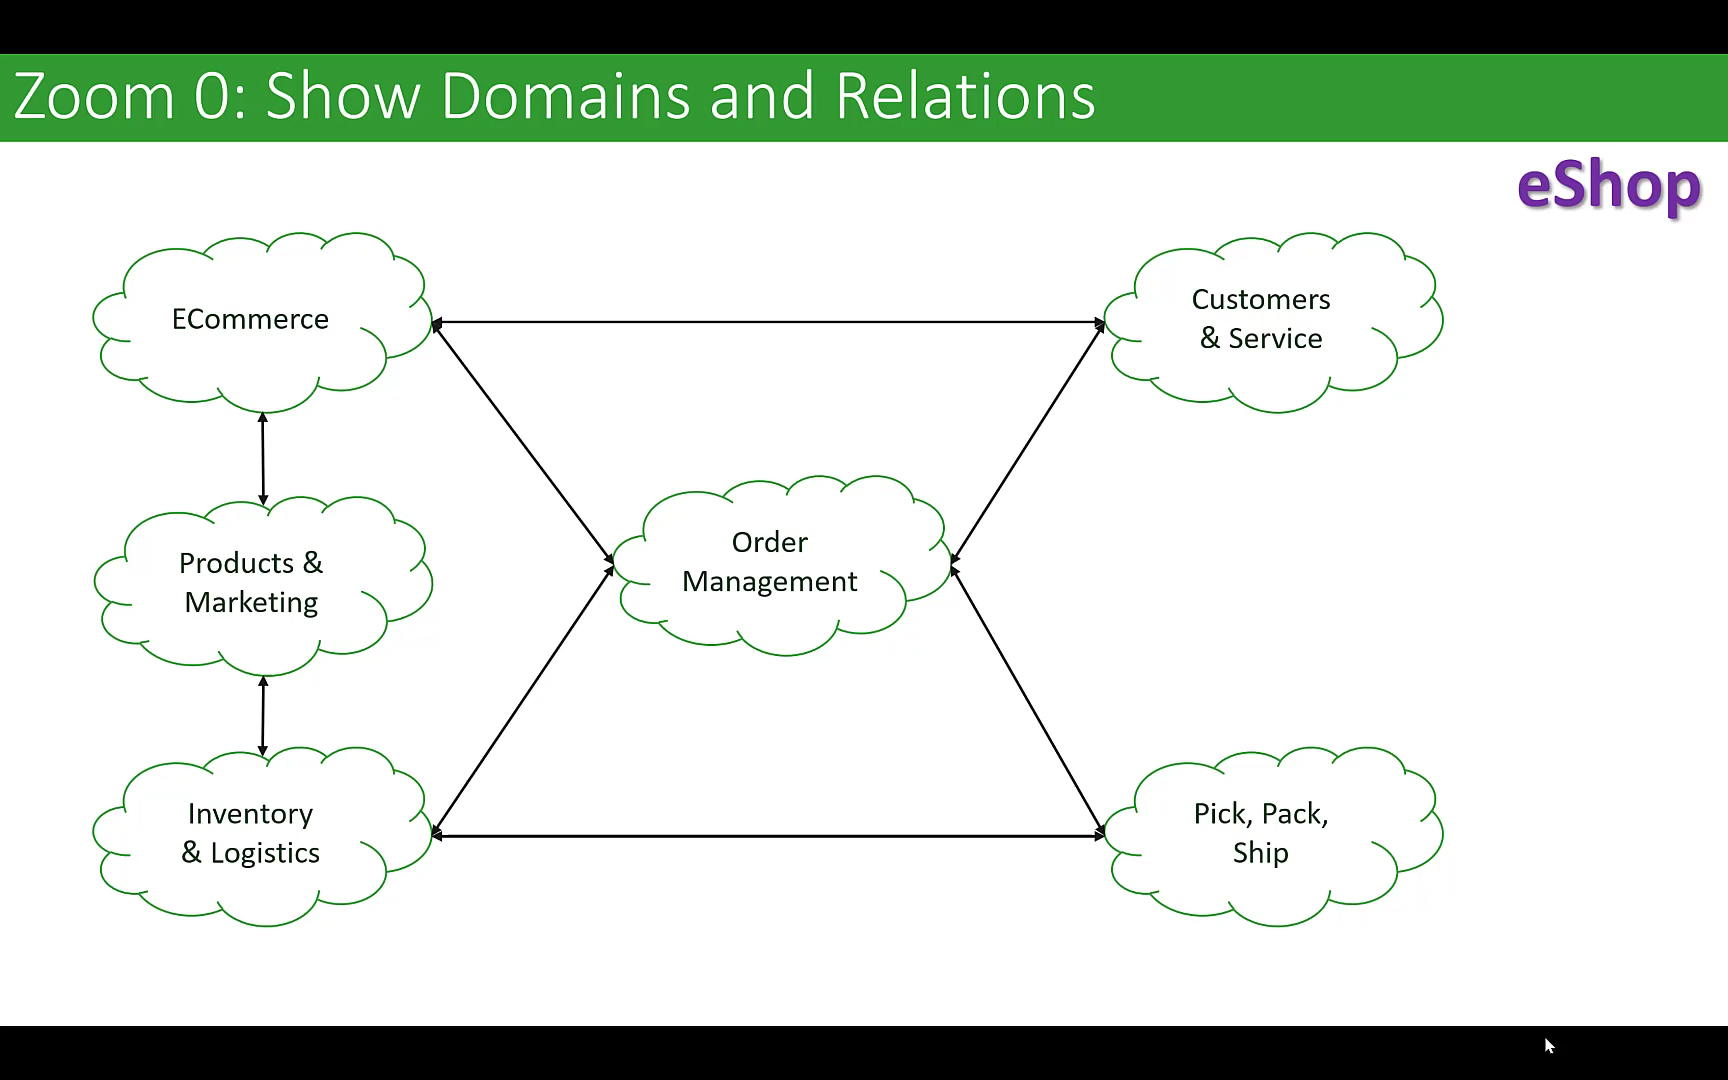 Zoom 0: Show Domains and Relations
eShop
ECommerce
Customers
& Service
Products &
Marketing
Order
Management
Inventory
& Logistics
Pick, Pack,
Ship